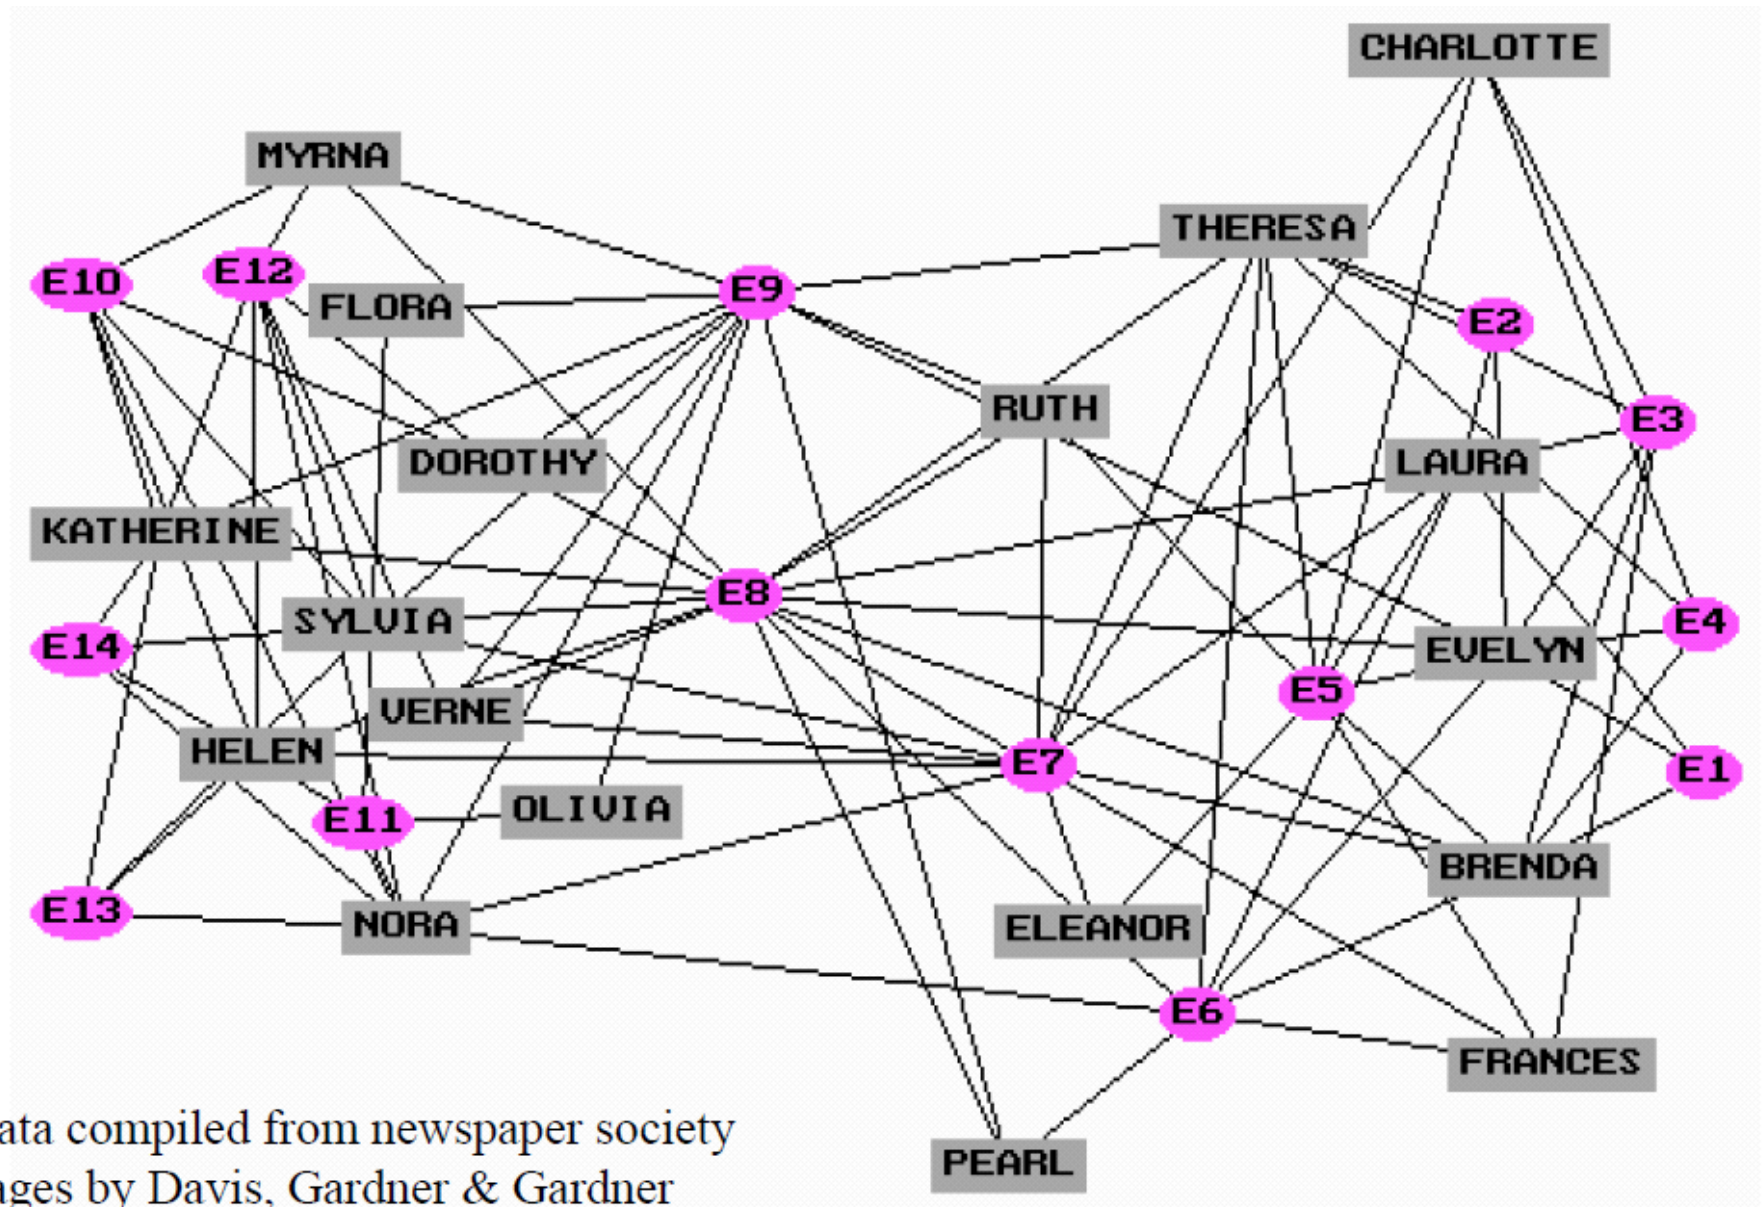 CHARLOTTE
MYRNA
THERESA
E10
E12
FLORA
E9
E2
RUTH
E3
DOROTHY
LAURA
KATHERINE
E8
SYLVIA
E14
E4
EVELYN
E5
VERNE
HELEN
E7
E1
E11
OLIVIA
BRENDA
E13
NORA
ELEANOR
E6
FRANCES
ata compiled from newspaper society
PEARL
ages by Davis, Gardner & Gardner